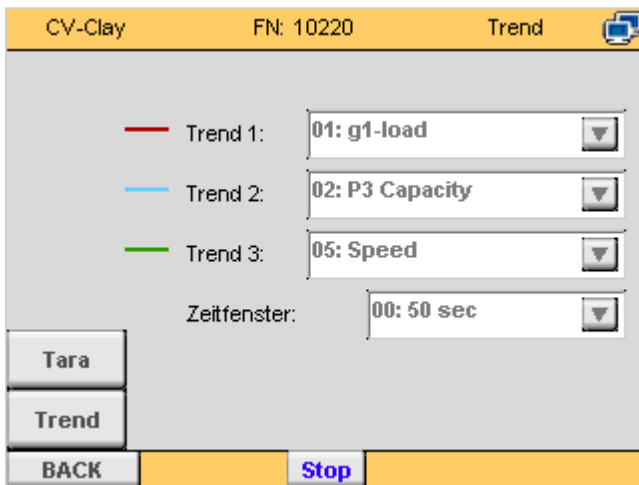 CV-Clay FN: 10220 Trend
Trend 1: 01: g1-load
Trend 2: 02: P3 Capacity
Trend 3: 05: Speed
Zeitfenster: 00: 50 sec
Tara
Trend
BACK Stop